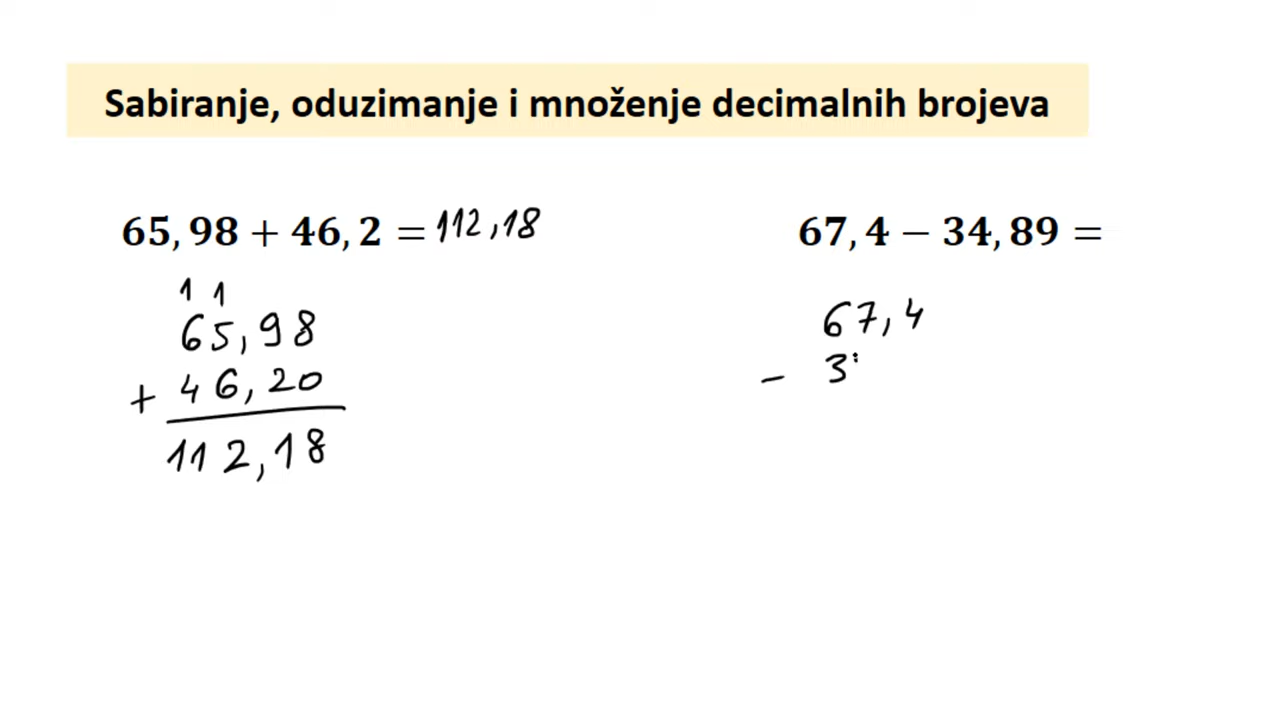 Sabiranje, oduzimanje i množenje decimalnih brojeva
65,98 + 46,2 = 112,18
1 1
65,98
+ 46,20
112,18
67,4 − 34,89 =
67,4
− 3